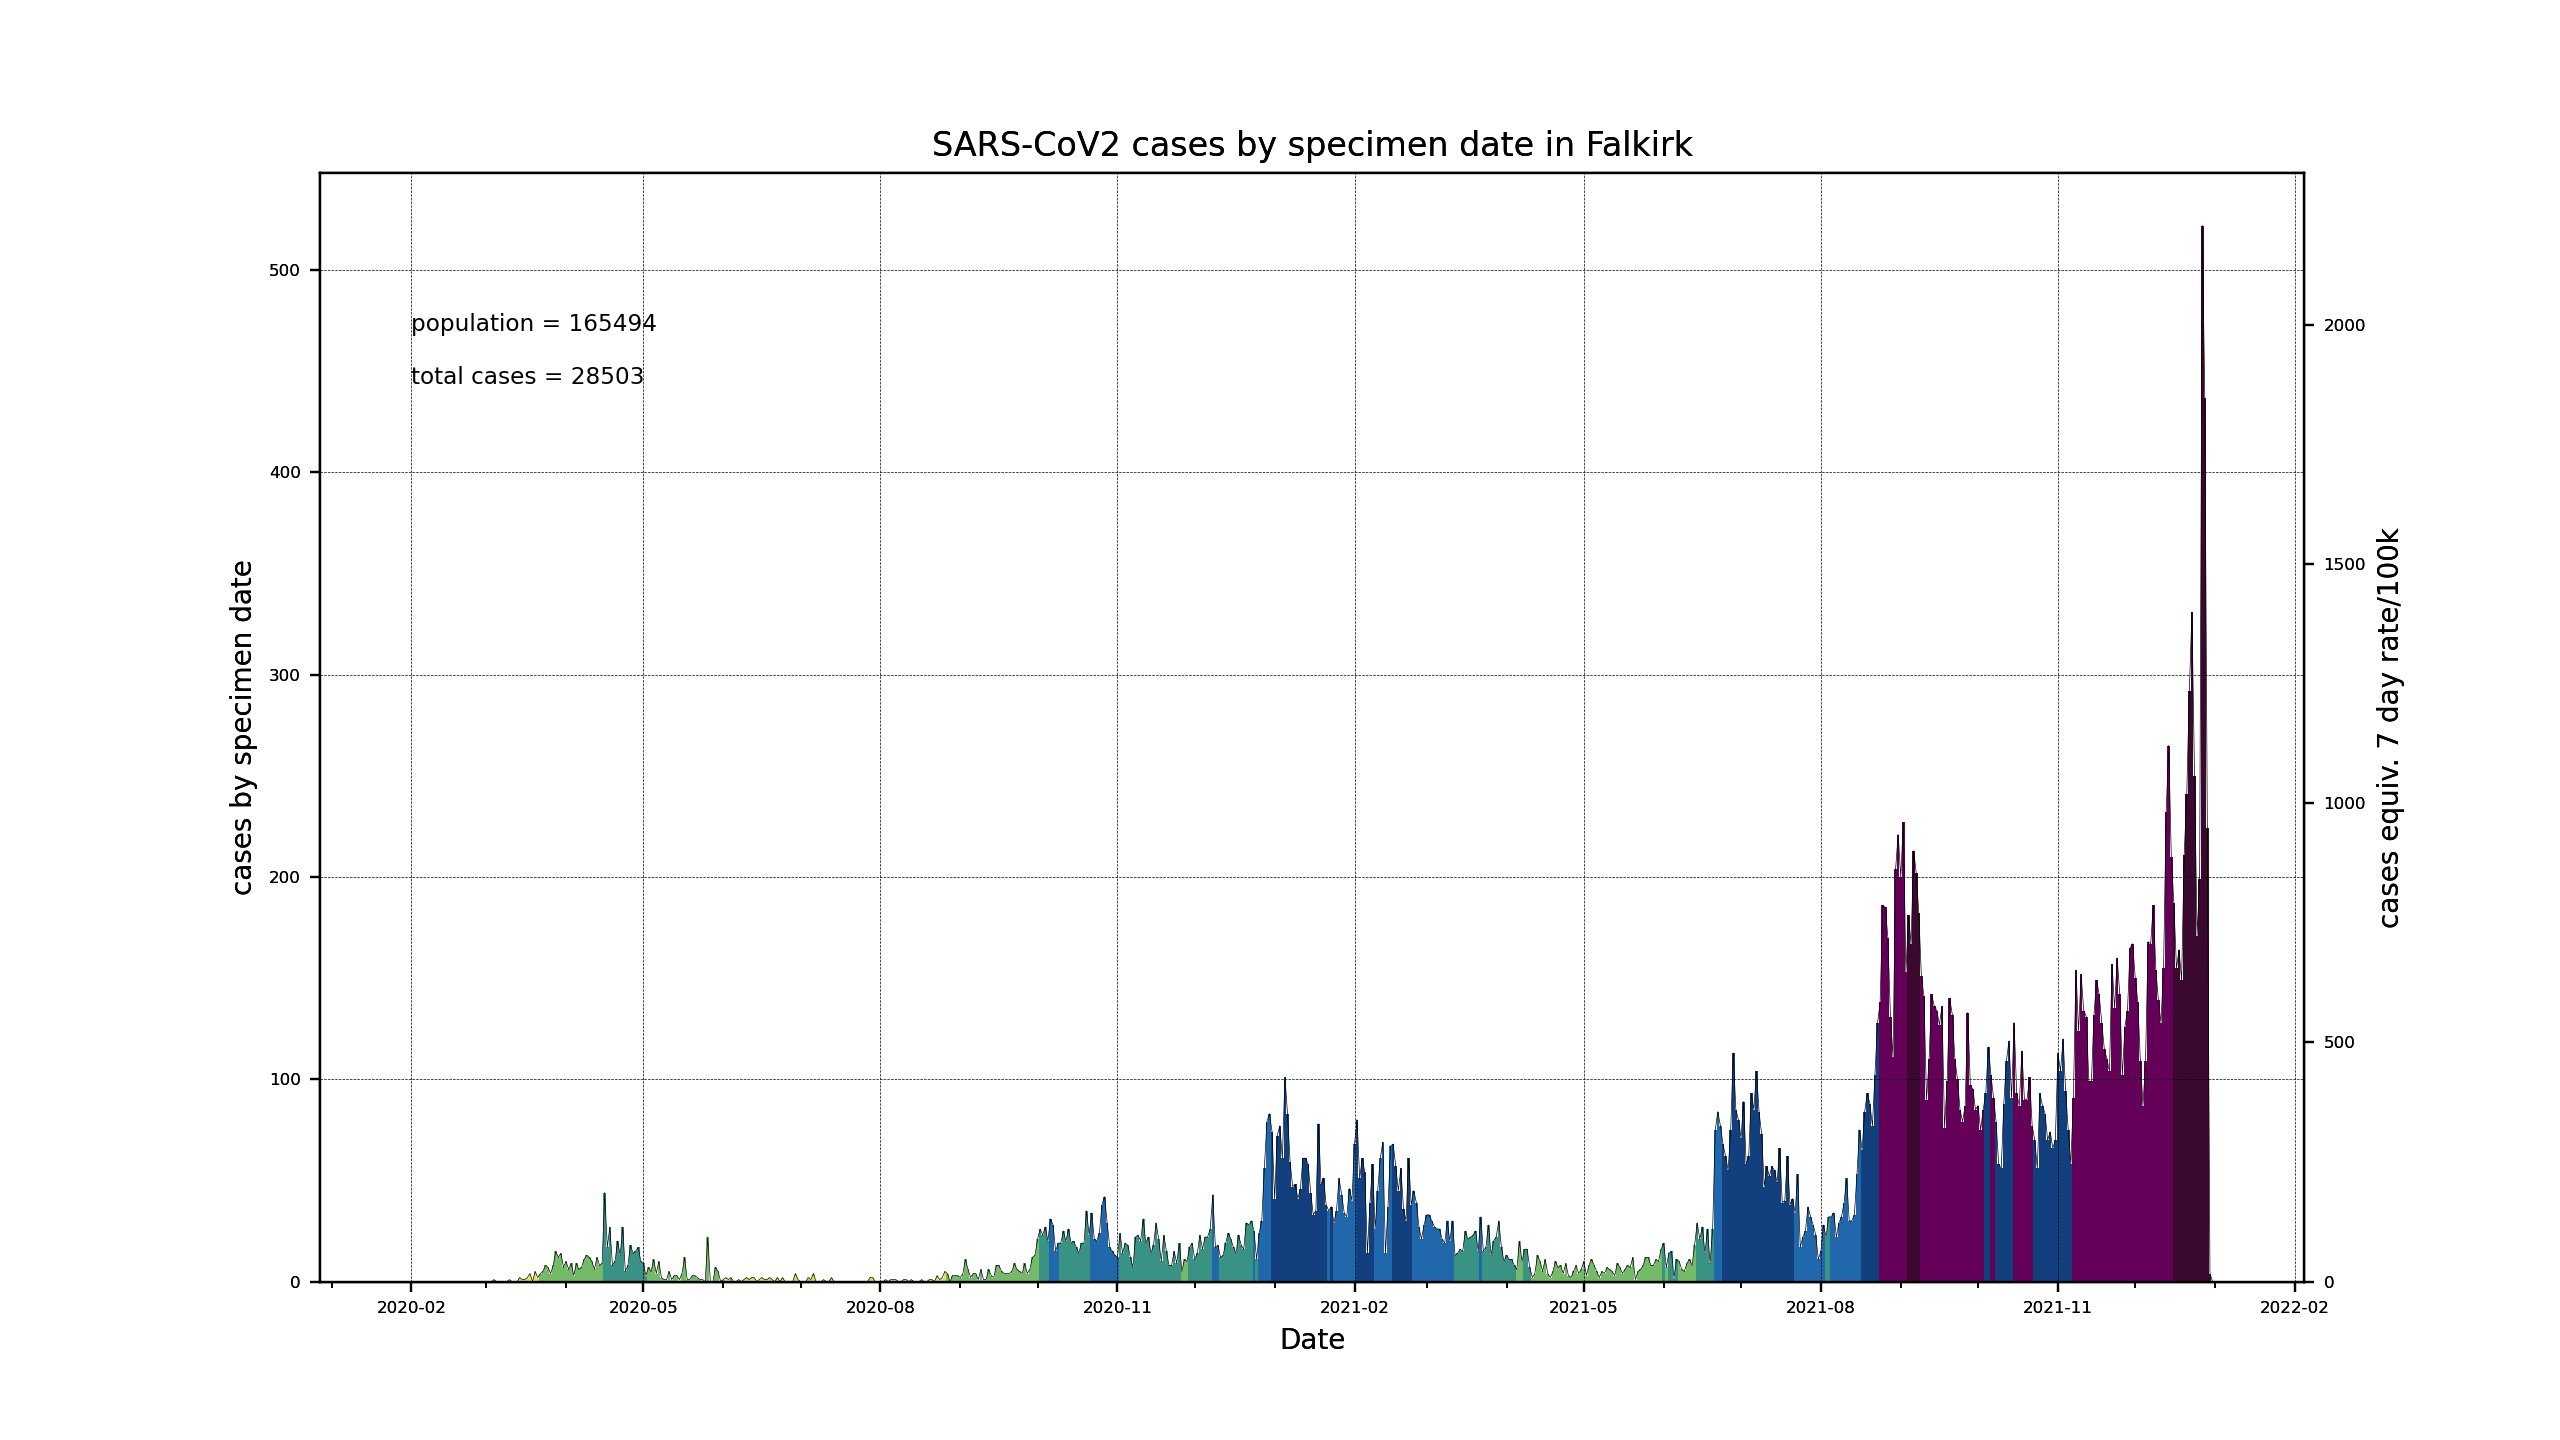 SARS-CoV2 cases by specimen date in Falkirk
population = 165494
total cases = 28503
cases by specimen date
500
400
300
200
100
0
cases equiv. 7 day rate/100k
2000
1500
1000
500
0
2020-02 2020-05 2020-08 2020-11 2021-02 2021-05 2021-08 2021-11 2022-02
Date